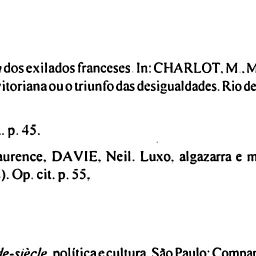 dos exilados franceses. In: CHARLOT, M., M
itoriana ou o triunfo das desigualdades. Rio de
. p. 45.
aurence, DAVIE, Neil. Luxo, algazarra e m
). Op. cit. p. 55,
de-siècle, política e cultura. São Paulo: Compan